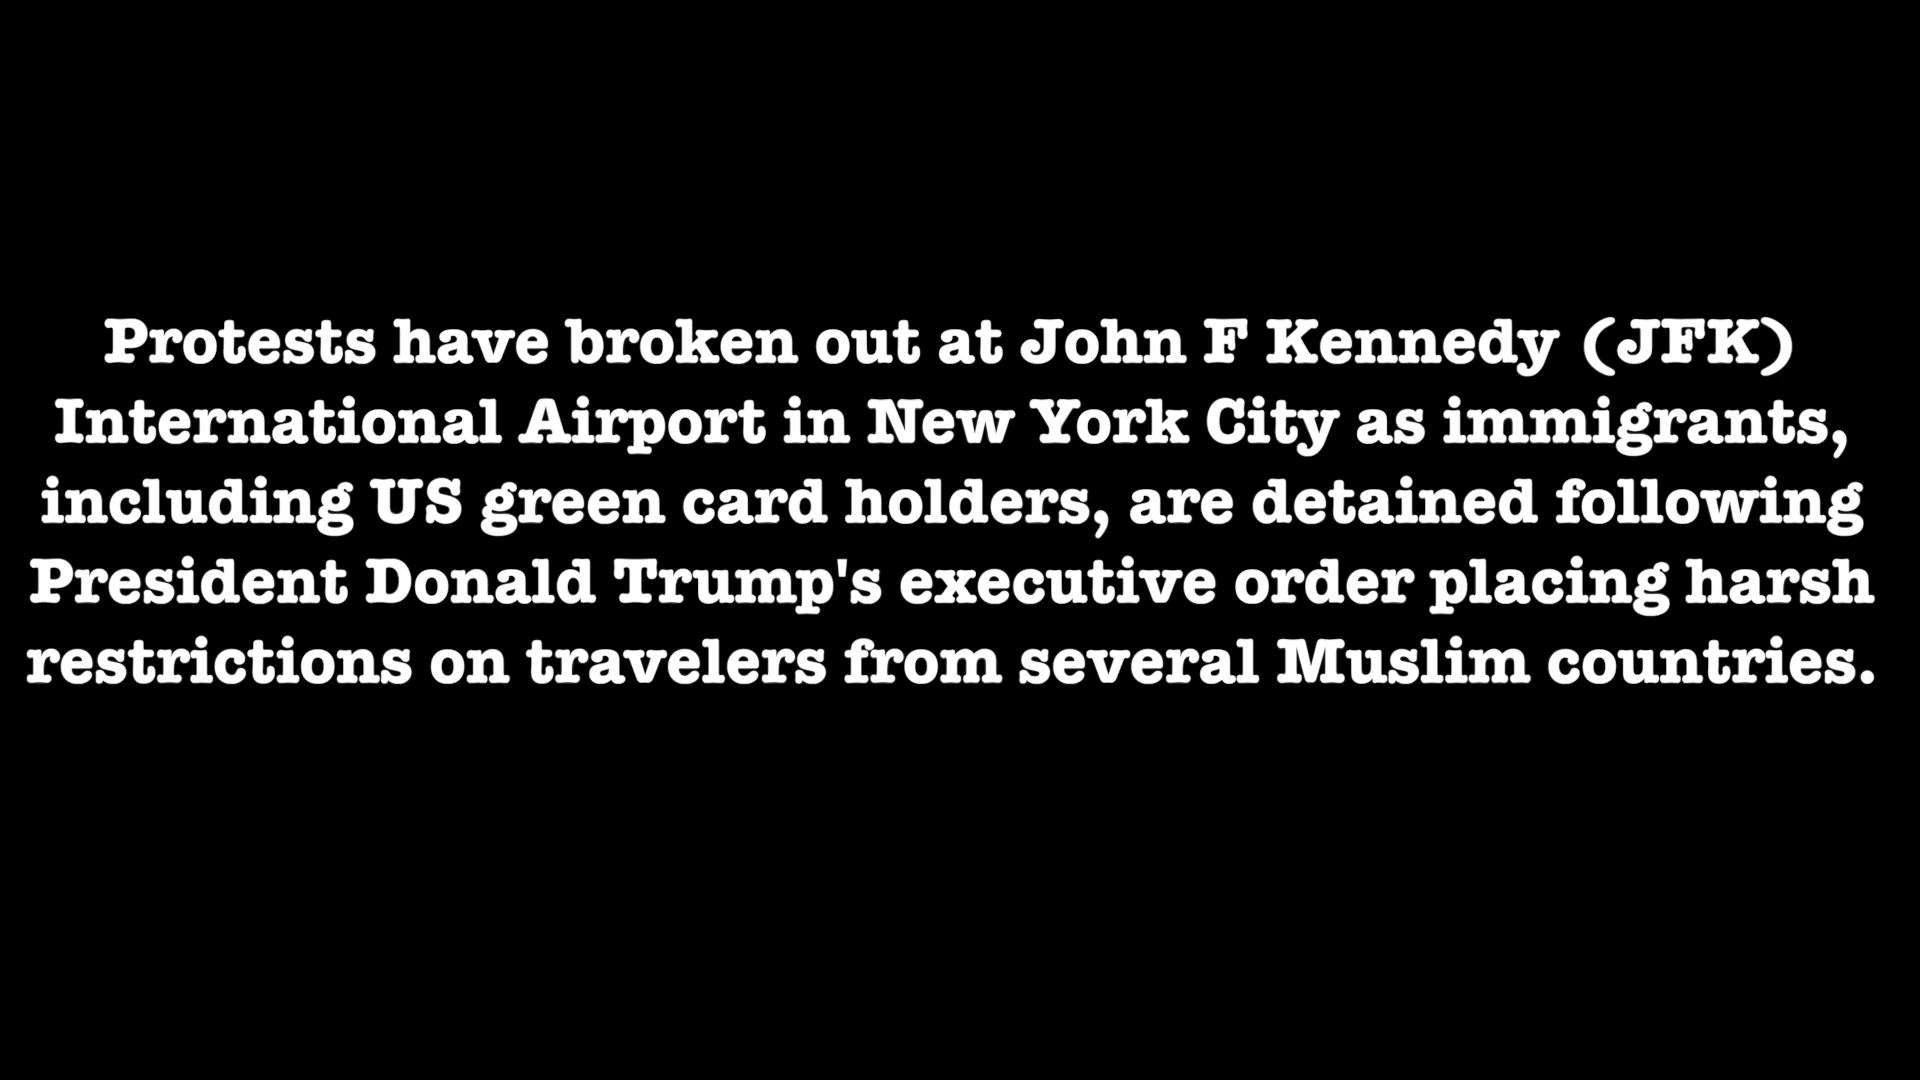 Protests have broken out at John F Kennedy (JFK)
International Airport in New York City as immigrants,
including US green card holders, are detained following
President Donald Trump's executive order placing harsh
restrictions on travelers from several Muslim countries.